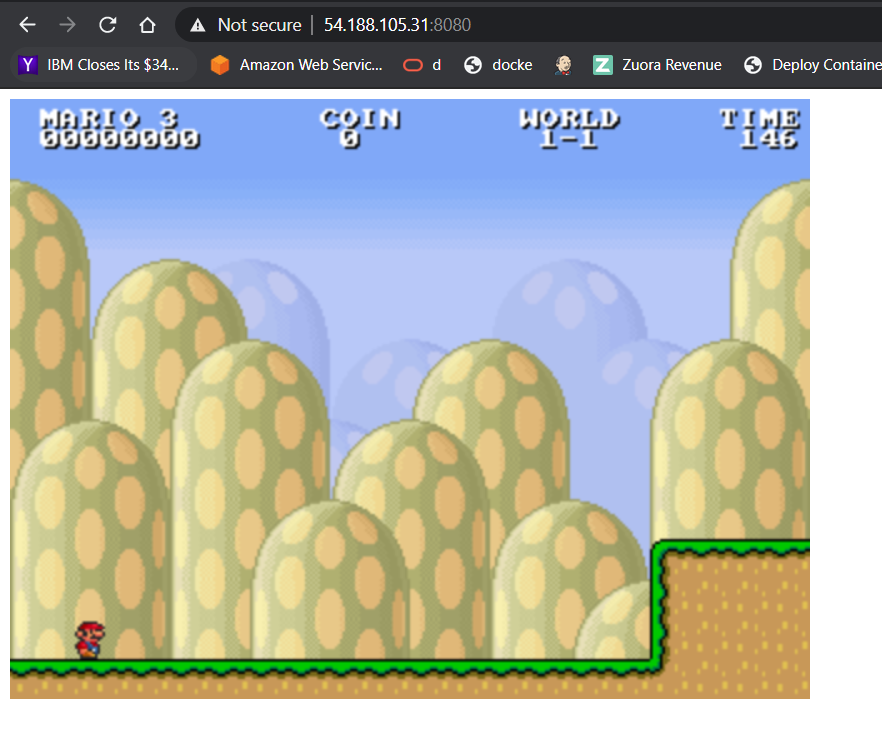 Not secure 54.188.105.31:8080
Y IBM Closes Its $34... Amazon Web Servic... d docke Z Zuora Revenue Deploy Containe
MARIO 3 COIN WORLD TIME
00000000 0 1-1 146